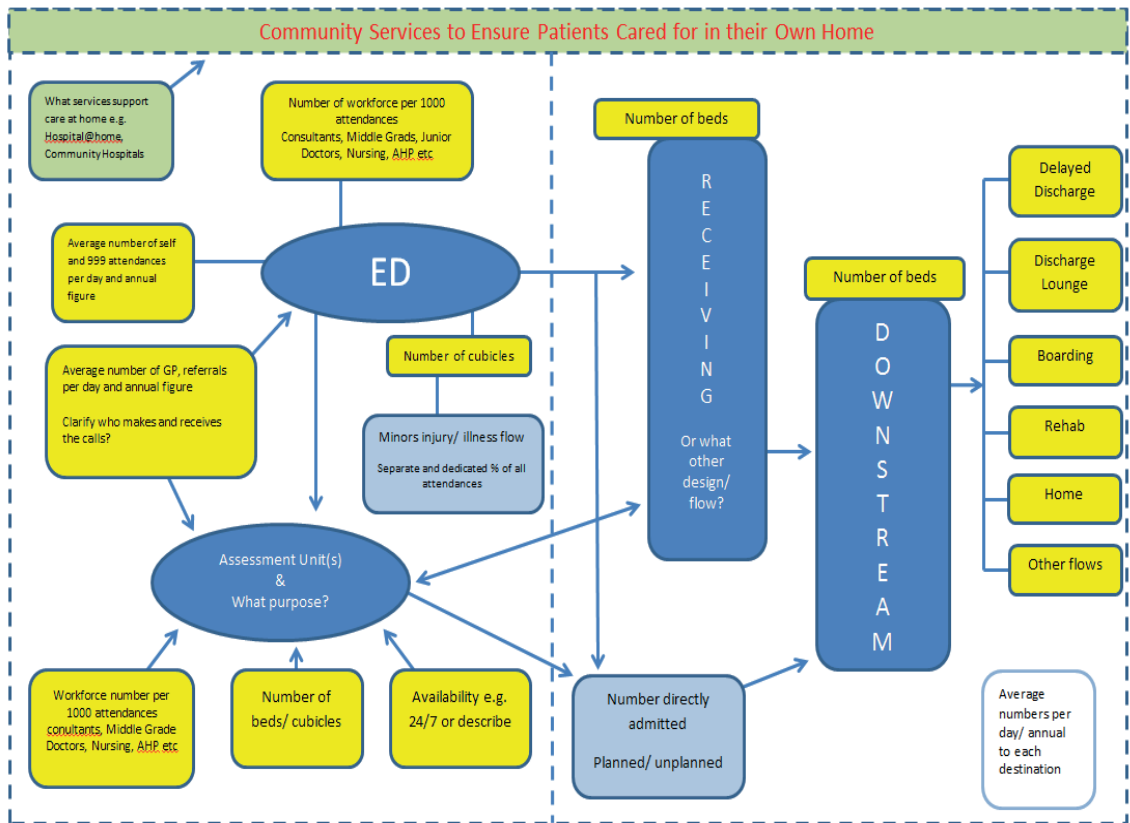 Community Services to Ensure Patients Cared for in their Own Home
What services support
care at home e.g.
Hospital@home,
Community Hospitals
Number of workforce per 1000
attendances
Consultants, Middle Grads, Junior
Doctors, Nursing, AHP etc
Average number of self
and 999 attendances
per day and annual
figure
ED
Average number of GP, referrals
per day and annual figure
Clarify who makes and receives
the calls?
Number of cubicles
Minors injury/ illness flow
Separate and dedicated % of all
attendances
Assessment Unit(s)
&
What purpose?
Workforce number per
1000 attendances
conultants, Middle Grade
Doctors, Nursing, AHP etc
Number of
beds/ cubicles
Availability e.g.
24/7 or describe
Number of beds
R
E
C
E
I
V
I
N
G
Or what
other
design/
flow?
Number directly
admitted
Planned/ unplanned
Number of beds
D
O
W
N
S
T
R
E
A
M
Delayed
Discharge
Discharge
Lounge
Boarding
Rehab
Home
Other flows
Average
numbers per
day/ annual
to each
destination